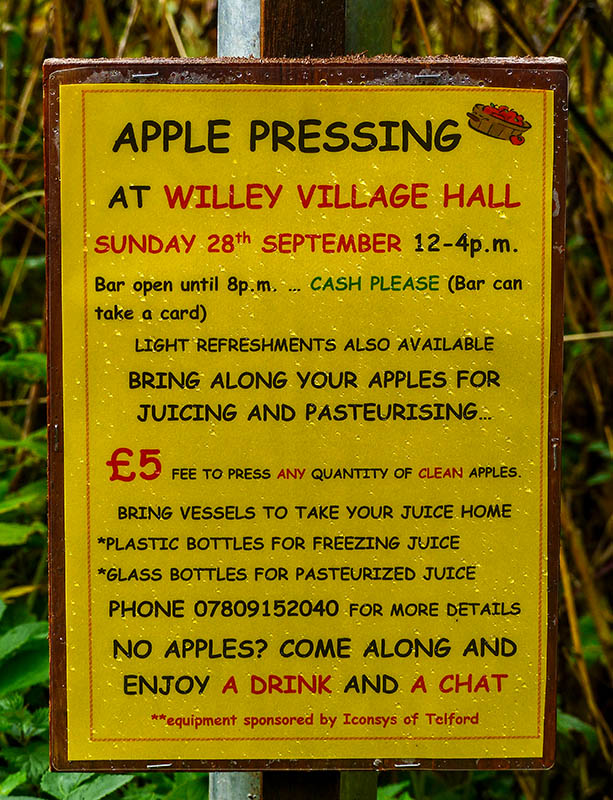 APPLE PRESSING
AT WILLEY VILLAGE HALL
SUNDAY 28th SEPTEMBER 12-4p.m.
Bar open until 8p.m. ... CASH PLEASE (Bar can
take a card)
LIGHT REFRESHMENTS ALSO AVAILABLE
BRING ALONG YOUR APPLES FOR
JUICING AND PASTEURISING...
£5 FEE TO PRESS ANY QUANTITY OF CLEAN APPLES.
BRING VESSELS TO TAKE YOUR JUICE HOME
*PLASTIC BOTTLES FOR FREEZING JUICE
*GLASS BOTTLES FOR PASTEURIZED JUICE
PHONE 07809152040 FOR MORE DETAILS
NO APPLES? COME ALONG AND
ENJOY A DRINK AND A CHAT
**equipment sponsored by Iconsys of Telford